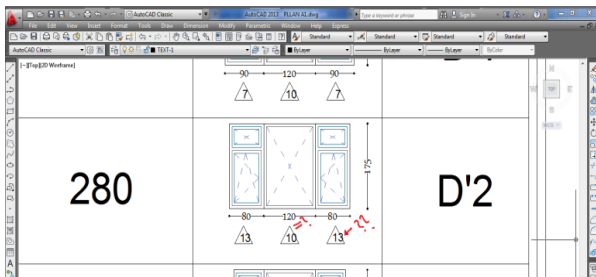 AutoCAD Classic
AutoCAD 2013 PLLAN A1.dwg
Type a keyword or phrase
Sign In
File Edit View Insert Format Tools Draw Dimension Modify Parametric Window Help Express
Standard
Standard
Standard
Standard
AutoCAD Classic
TEXT-1
ByLayer
ByLayer
ByLayer
ByColor
[-][Top][2D Wireframe]
90 120 90
7 10 7
TOP
WCS
280
175
D'2
80 120 80
=? ??
13 10 13
A